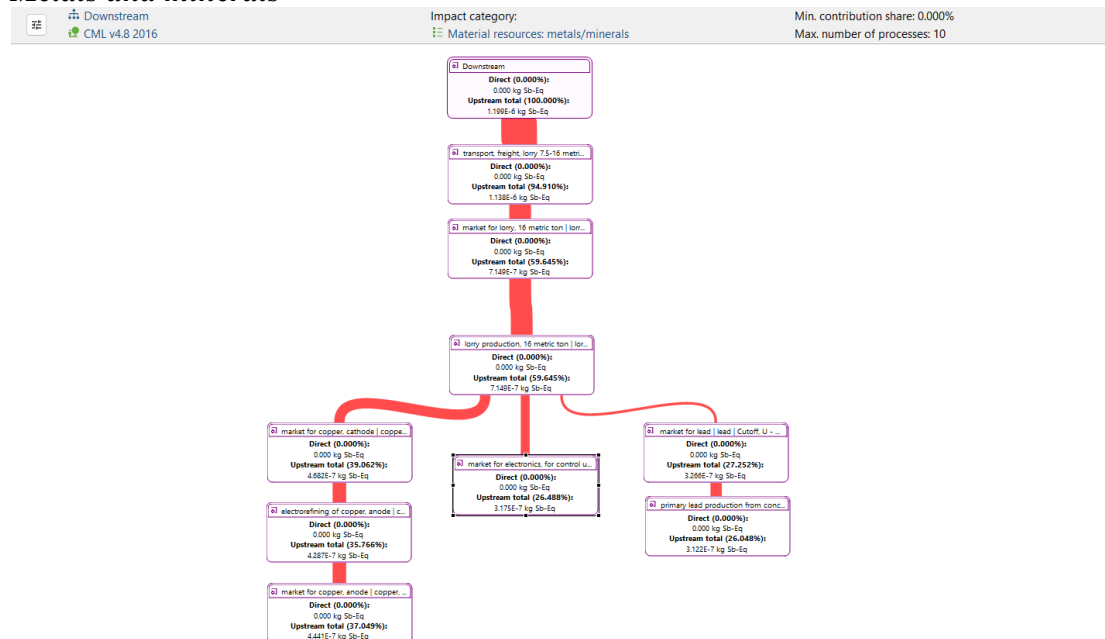 Downstream
Impact category:
Min. contribution share: 0.000%
CML v4.8 2016
Material resources: metals/minerals
Max. number of processes: 10
Downstream
Direct (0.000%):
0.000 kg Sb-Eq
Upstream total (100.000%):
1.199E-6 kg Sb-Eq
transport, freight, lorry 7.5-16 metri...
Direct (0.000%):
0.000 kg Sb-Eq
Upstream total (94.910%):
1.138E-6 kg Sb-Eq
market for lorry, 16 metric ton | lorr...
Direct (0.000%):
0.000 kg Sb-Eq
Upstream total (59.645%):
7.149E-7 kg Sb-Eq
lorry production, 16 metric ton | lor...
Direct (0.000%):
0.000 kg Sb-Eq
Upstream total (59.645%):
7.149E-7 kg Sb-Eq
market for copper, cathode | coppe...
Direct (0.000%):
0.000 kg Sb-Eq
Upstream total (39.062%):
4.682E-7 kg Sb-Eq
market for electronics, for control u...
Direct (0.000%):
0.000 kg Sb-Eq
Upstream total (26.488%):
3.175E-7 kg Sb-Eq
market for lead | lead | Cutoff, U - ...
Direct (0.000%):
0.000 kg Sb-Eq
Upstream total (27.252%):
3.266E-7 kg Sb-Eq
electrorefining of copper, anode | c...
Direct (0.000%):
0.000 kg Sb-Eq
Upstream total (35.766%):
4.287E-7 kg Sb-Eq
primary lead production from conc...
Direct (0.000%):
0.000 kg Sb-Eq
Upstream total (26.048%):
3.122E-7 kg Sb-Eq
market for copper, anode | copper, ...
Direct (0.000%):
0.000 kg Sb-Eq
Upstream total (37.049%):
4.441E-7 kg Sb-Eq